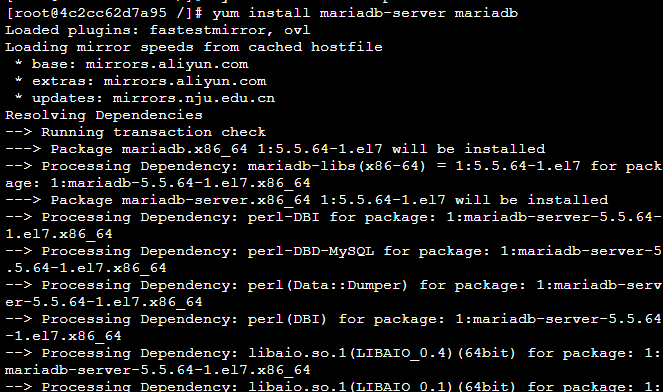 [root@4c2cc62d7a95 /]# yum install mariadb-server mariadb
Loaded plugins: fastestmirror, ovl
Loading mirror speeds from cached hostfile
 * base: mirrors.aliyun.com
 * extras: mirrors.aliyun.com
 * updates: mirrors.nju.edu.cn
Resolving Dependencies
--> Running transaction check
---> Package mariadb.x86_64 1:5.5.64-1.el7 will be installed
--> Processing Dependency: mariadb-libs(x86-64) = 1:5.5.64-1.el7 for pack
age: 1:mariadb-5.5.64-1.el7.x86_64
---> Package mariadb-server.x86_64 1:5.5.64-1.el7 will be installed
--> Processing Dependency: perl-DBI for package: 1:mariadb-server-5.5.64-
1.el7.x86_64
--> Processing Dependency: perl-DBD-MySQL for package: 1:mariadb-server-5
.5.64-1.el7.x86_64
--> Processing Dependency: perl(Data::Dumper) for package: 1:mariadb-serv
er-5.5.64-1.el7.x86_64
--> Processing Dependency: perl(DBI) for package: 1:mariadb-server-5.5.64
-1.el7.x86_64
--> Processing Dependency: libaio.so.1(LIBAIO_0.4)(64bit) for package: 1:
mariadb-server-5.5.64-1.el7.x86_64
--> Processing Dependency: libaio.so.1(LIBAIO_0.1)(64bit) for package: 1: